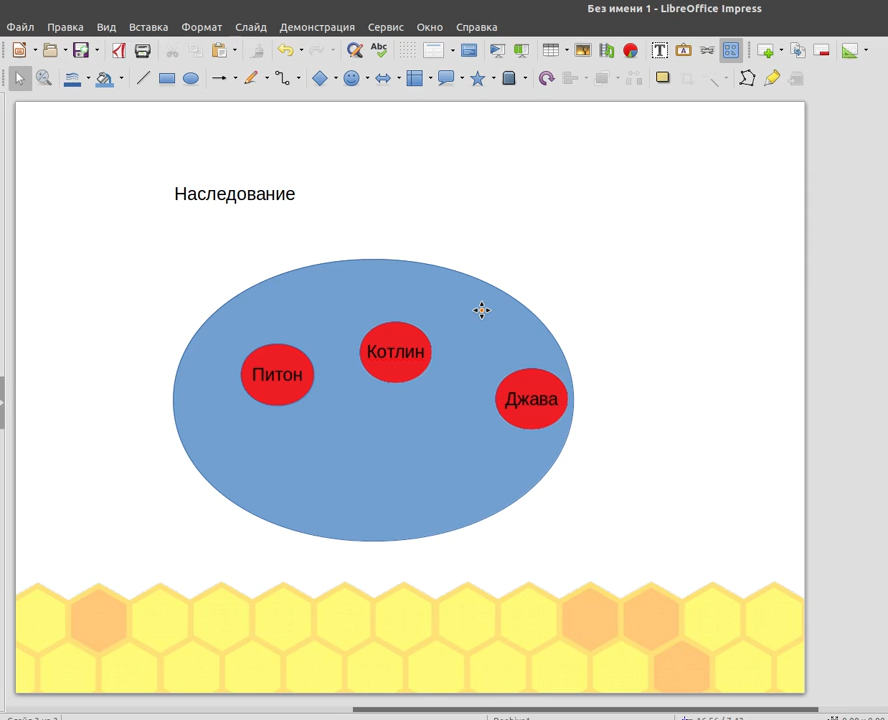 Без имени 1 - LibreOffice Impress
Файл Правка Вид Вставка Формат Слайд Демонстрация Сервис Окно Справка
Abc T A
Наследование
Котлин
Питон
Джава